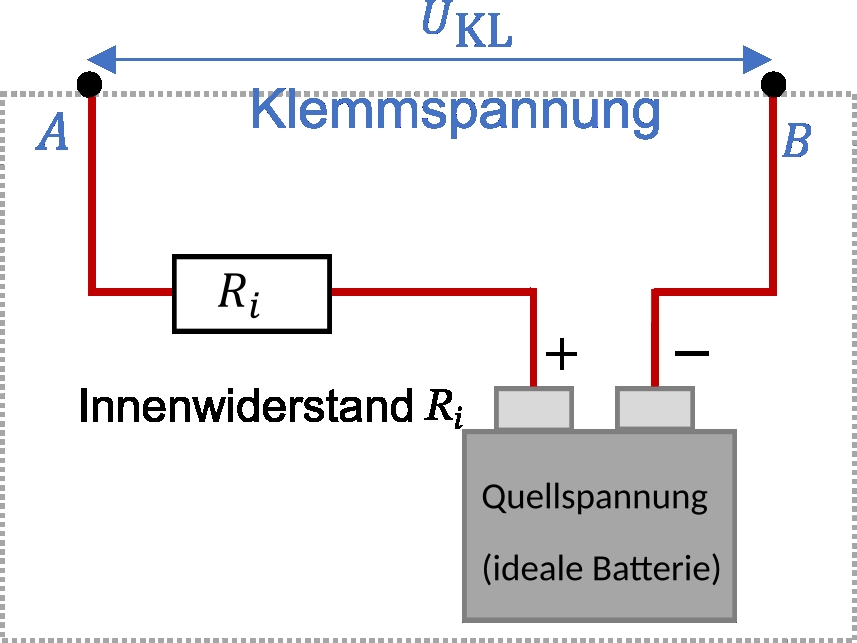 U_KL
Klemmspannung
A
B
R_i
+
−
Innenwiderstand R_i
Quellspannung
(ideale Batterie)